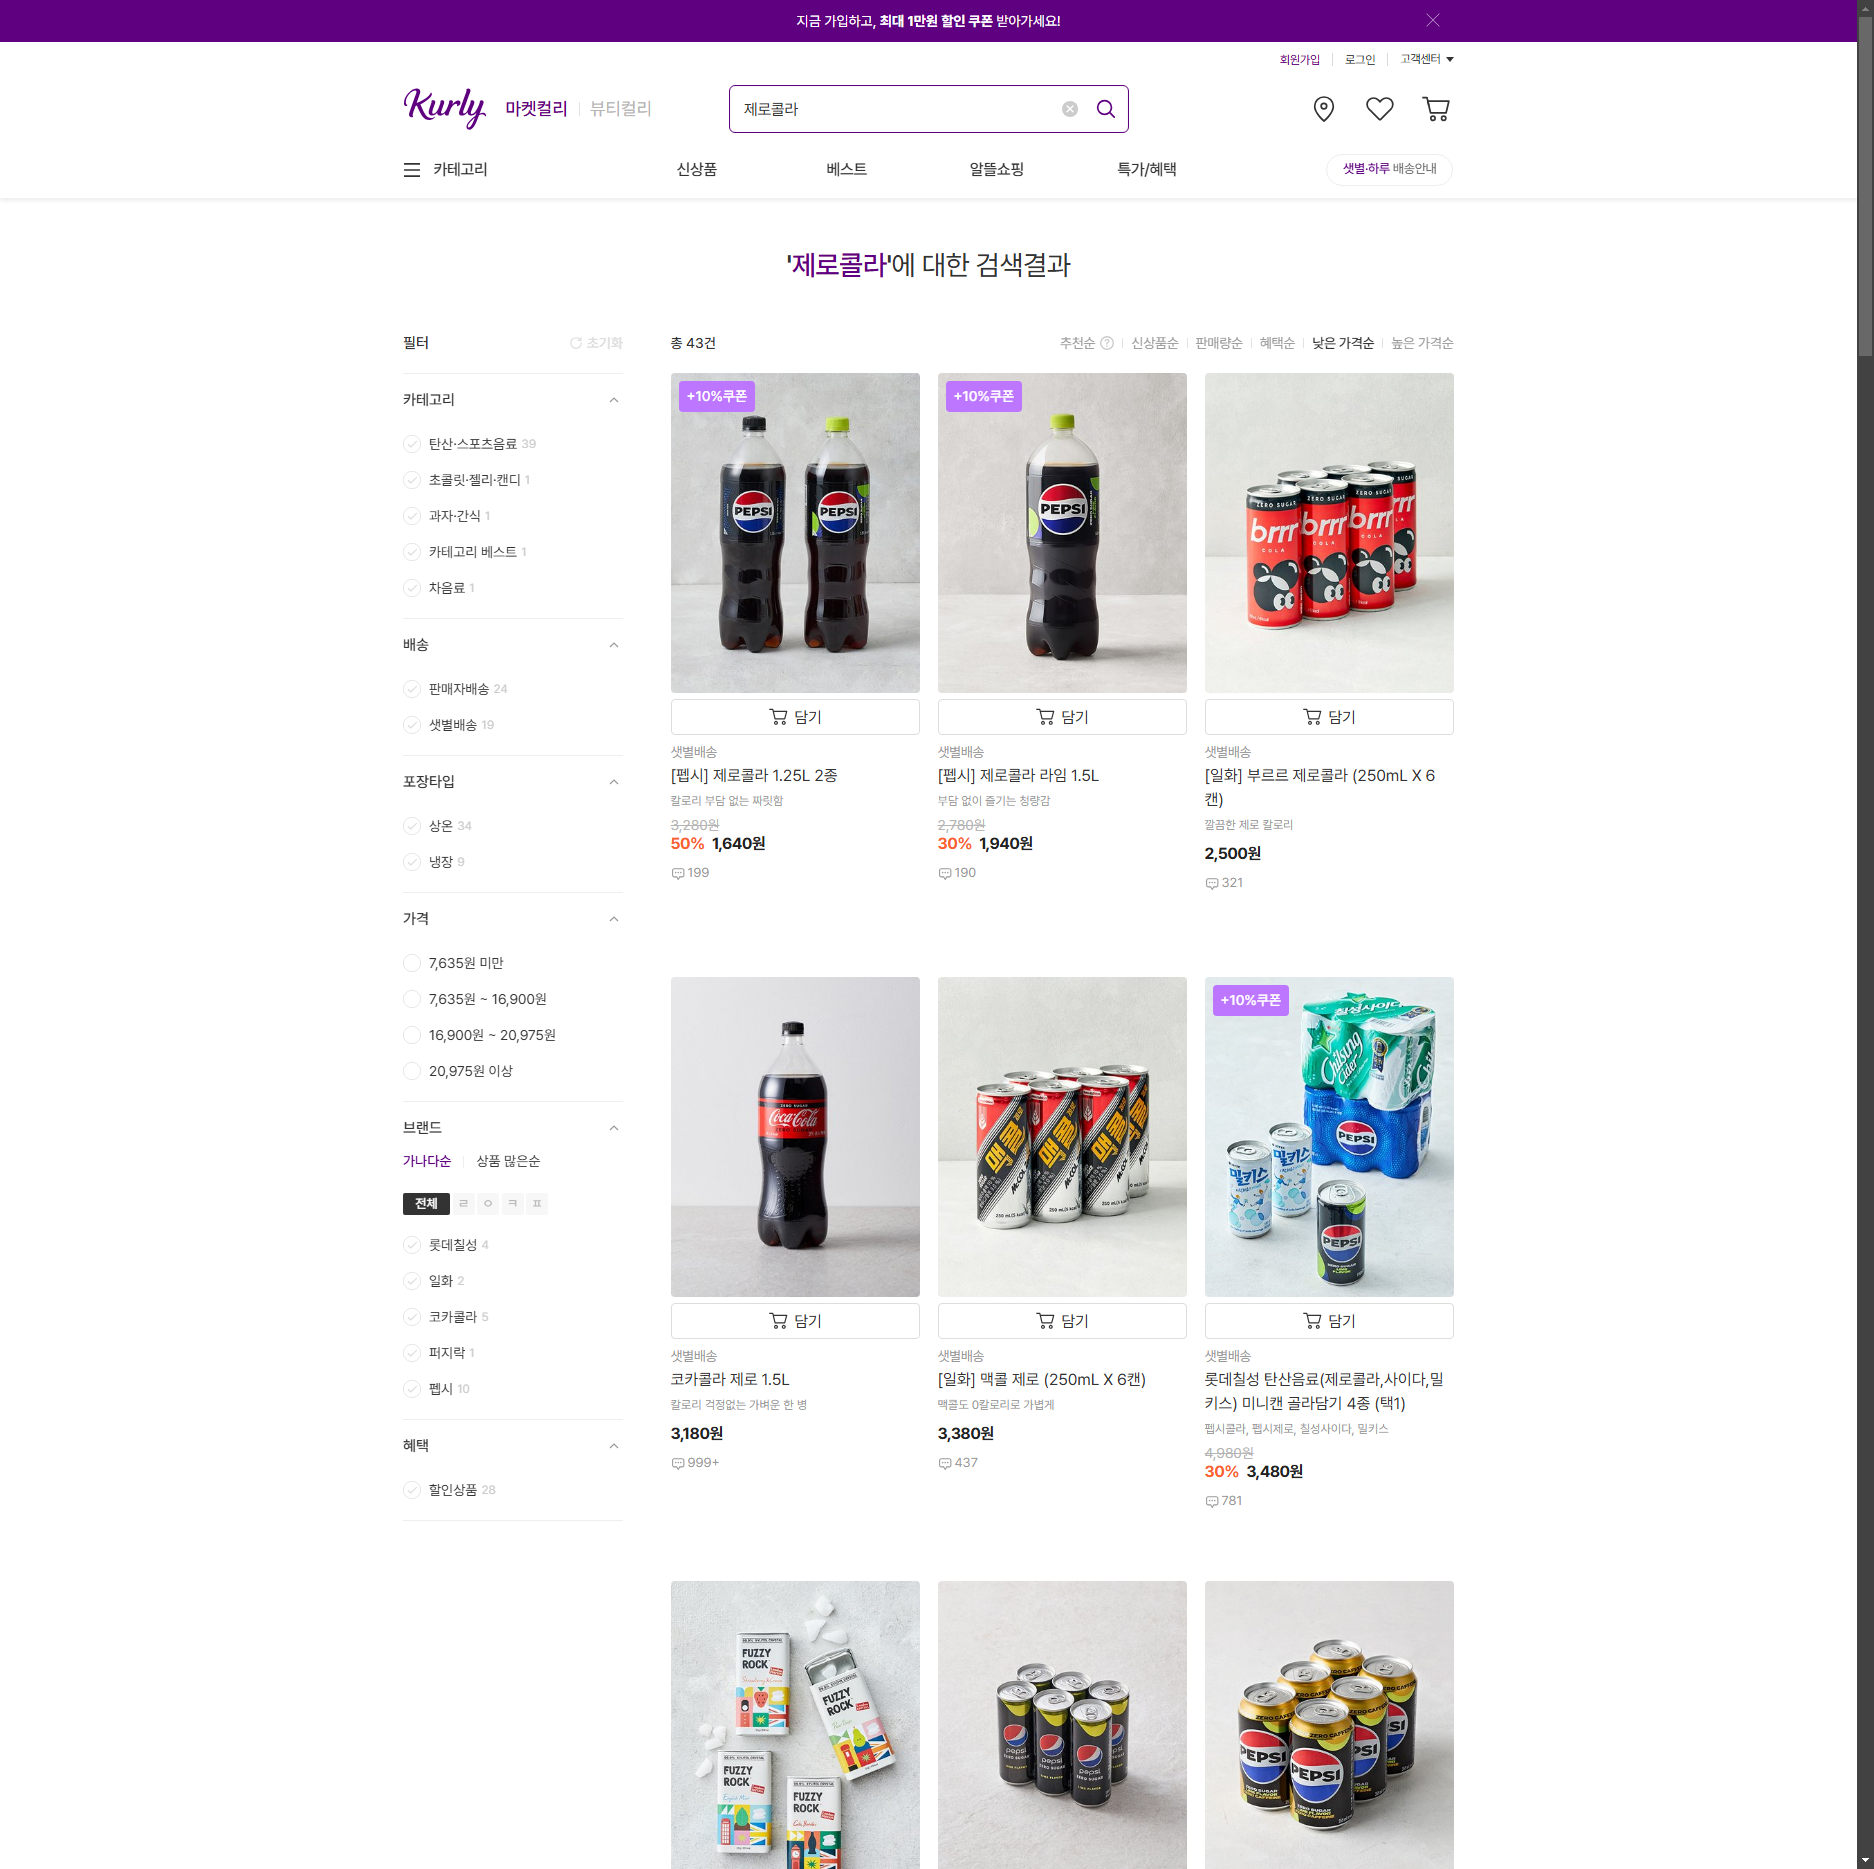 지금 가입하고, 최대 1만원 할인 쿠폰 받아가세요!
회원가입 로그인 고객센터
Kurly 마켓컬리 뷰티컬리 제로콜라
카테고리 신상품 베스트 알뜰쇼핑 특가/혜택 샛별·하루 배송안내
'제로콜라'에 대한 검색결과
필터 초기화
총 43건 추천순 신상품순 판매량순 혜택순 낮은 가격순 높은 가격순
카테고리
탄산·스포츠음료 39
초콜릿·젤리·캔디 1
과자·간식 1
카테고리 베스트 1
차음료 1
배송
판매자배송 24
샛별배송 19
포장타입
상온 34
냉장 9
가격
7,635원 미만
7,635원 ~ 16,900원
16,900원 ~ 20,975원
20,975원 이상
브랜드
가나다순 상품 많은순
전체 ㄹ ㅇ ㅋ ㅍ
롯데칠성 4
일화 2
코카콜라 5
퍼지락 1
펩시 10
혜택
할인상품 28
+10%쿠폰
PEPSI PEPSI
담기
샛별배송
[펩시] 제로콜라 1.25L 2종
칼로리 부담 없는 짜릿함
3,280원
50% 1,640원
199
+10%쿠폰
PEPSI
담기
샛별배송
[펩시] 제로콜라 라임 1.5L
부담 없이 즐기는 청량감
2,780원
30% 1,940원
190
ZERO SUGAR ZERO SUGAR ZERO SUGAR
brrr brrr brrr rrr
COLA COLA COLA
담기
샛별배송
[일화] 부르르 제로콜라 (250mL X 6
캔)
깔끔한 제로 칼로리
2,500원
321
ZERO SUGAR
Coca-Cola
담기
샛별배송
코카콜라 제로 1.5L
칼로리 걱정없는 가벼운 한 병
3,180원
999+
맥콜 맥콜 맥콜
McCOL
담기
샛별배송
[일화] 맥콜 제로 (250mL X 6캔)
맥콜도 0칼로리로 가볍게
3,380원
437
+10%쿠폰
칠성사이다
Chilsung
Cider
PEPSI
밀키스 밀키스
PEPSI
담기
샛별배송
롯데칠성 탄산음료(제로콜라,사이다,밀
키스) 미니캔 골라담기 4종 (택1)
펩시콜라, 펩시제로, 칠성사이다, 밀키스
4,980원
30% 3,480원
781
FUZZY
ROCK
FUZZY
ROCK
FUZZY
ROCK
FUZZY
ROCK
pepsi pepsi pepsi
ZERO CAFFEINE
PEPSI PEPSI
ZERO SUGAR